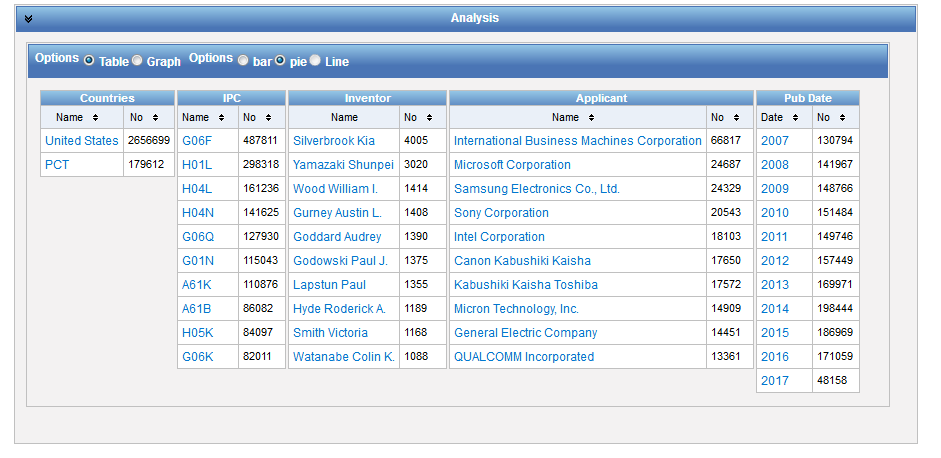 Analysis
Options Table Graph Options bar pie Line
Countries IPC Inventor Applicant Pub Date
Name No Name No Name No Name No Date No
United States 2656699 G06F 487811 Silverbrook Kia 4005 International Business Machines Corporation 66817 2007 130794
PCT 179612 H01L 298318 Yamazaki Shunpei 3020 Microsoft Corporation 24687 2008 141967
H04L 161236 Wood William I. 1414 Samsung Electronics Co., Ltd. 24329 2009 148766
H04N 141625 Gurney Austin L. 1408 Sony Corporation 20543 2010 151484
G06Q 127930 Goddard Audrey 1390 Intel Corporation 18103 2011 149746
G01N 115043 Godowski Paul J. 1375 Canon Kabushiki Kaisha 17650 2012 157449
A61K 110876 Lapstun Paul 1355 Kabushiki Kaisha Toshiba 17572 2013 169971
A61B 86082 Hyde Roderick A. 1189 Micron Technology, Inc. 14909 2014 198444
H05K 84097 Smith Victoria 1168 General Electric Company 14451 2015 186969
G06K 82011 Watanabe Colin K. 1088 QUALCOMM Incorporated 13361 2016 171059
2017 48158